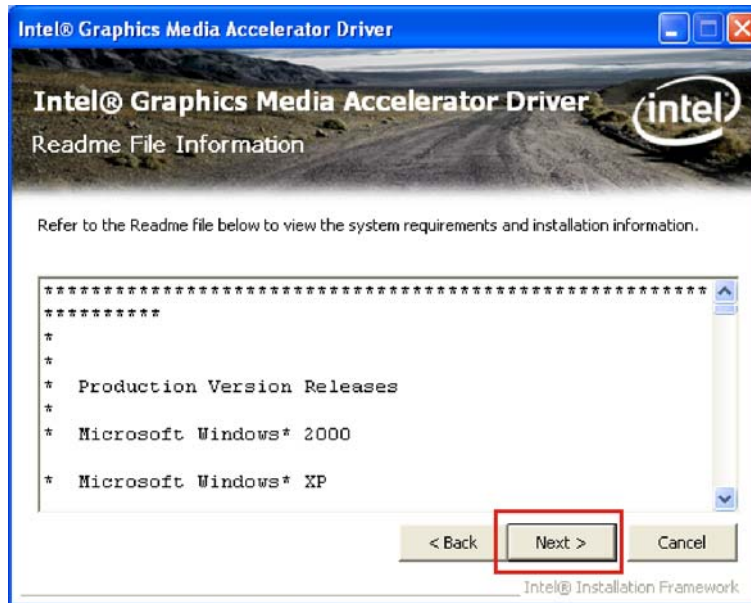 Intel® Graphics Media Accelerator Driver
Intel® Graphics Media Accelerator Driver
intel
Readme File Information
Refer to the Readme file below to view the system requirements and installation information.
********************************************************
**********
*
*
* Production Version Releases
*
* Microsoft Windows* 2000
* Microsoft Windows* XP
< Back
Next >
Cancel
Intel® Installation Framework